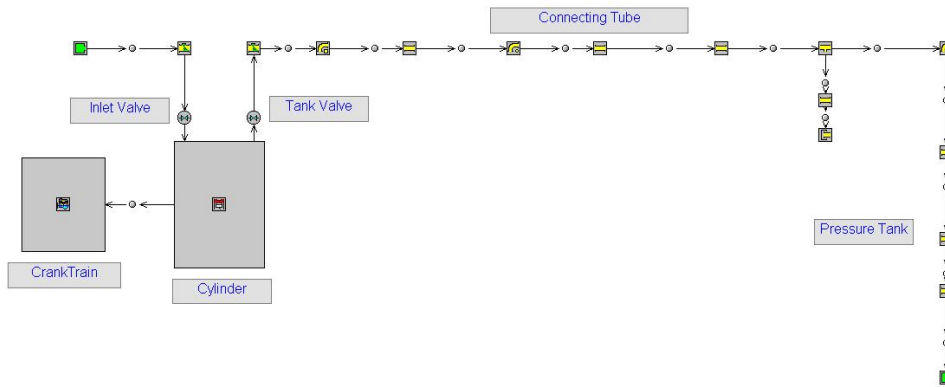 Connecting Tube
Inlet Valve
Tank Valve
Pressure Tank
CrankTrain
Cylinder